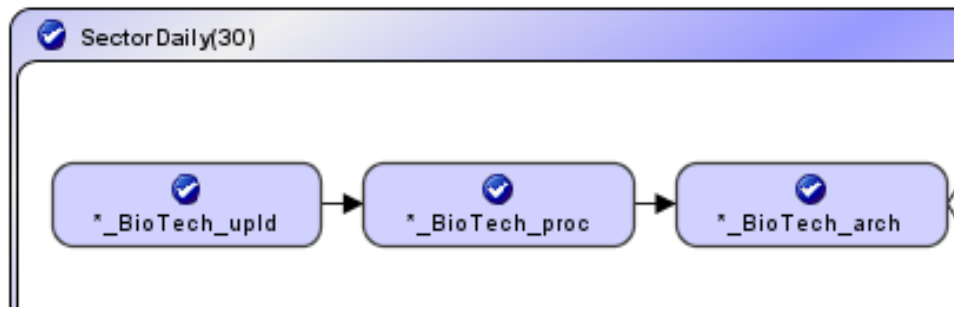 SectorDaily(30)
*_BioTech_upld
*_BioTech_proc
*_BioTech_arch